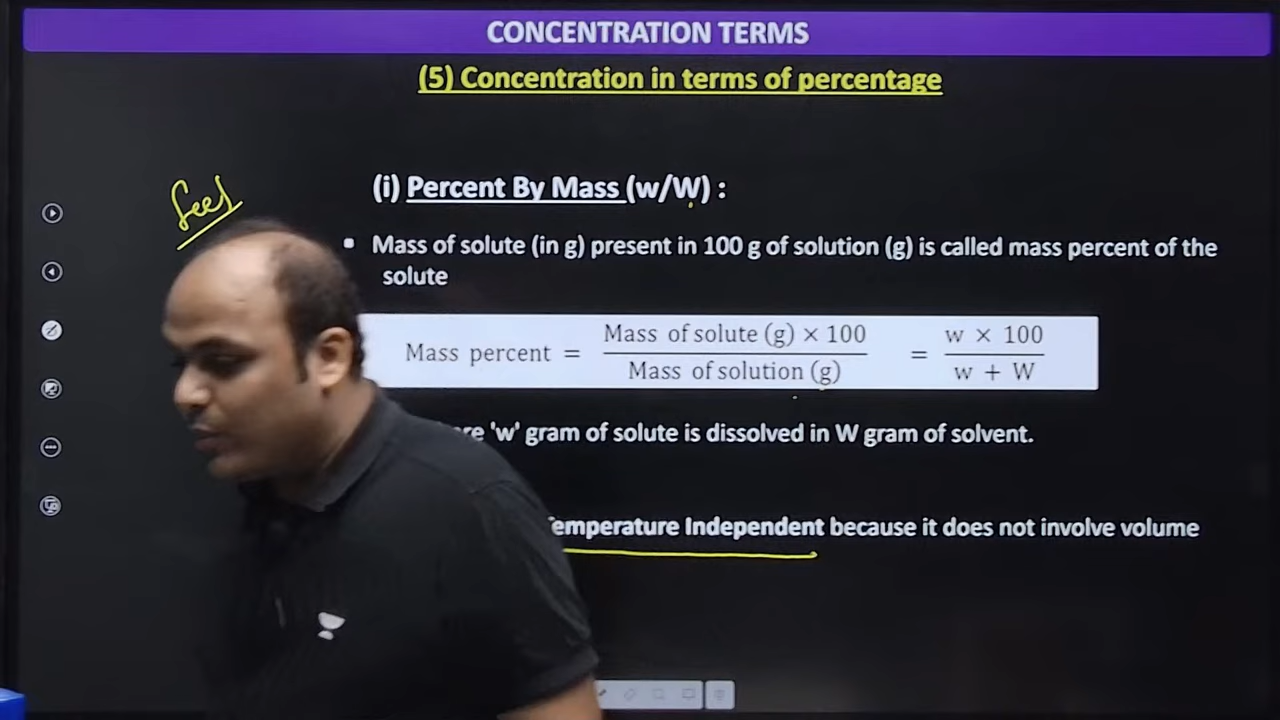 CONCENTRATION TERMS
(5) Concentration in terms of percentage
feel
(i) Percent By Mass (w/W) :
▪ Mass of solute (in g) present in 100 g of solution (g) is called mass percent of the
solute
Mass percent = Mass of solute (g) × 100 / Mass of solution (g) = w × 100 / w + W
'w' gram of solute is dissolved in W gram of solvent.
Temperature Independent because it does not involve volume